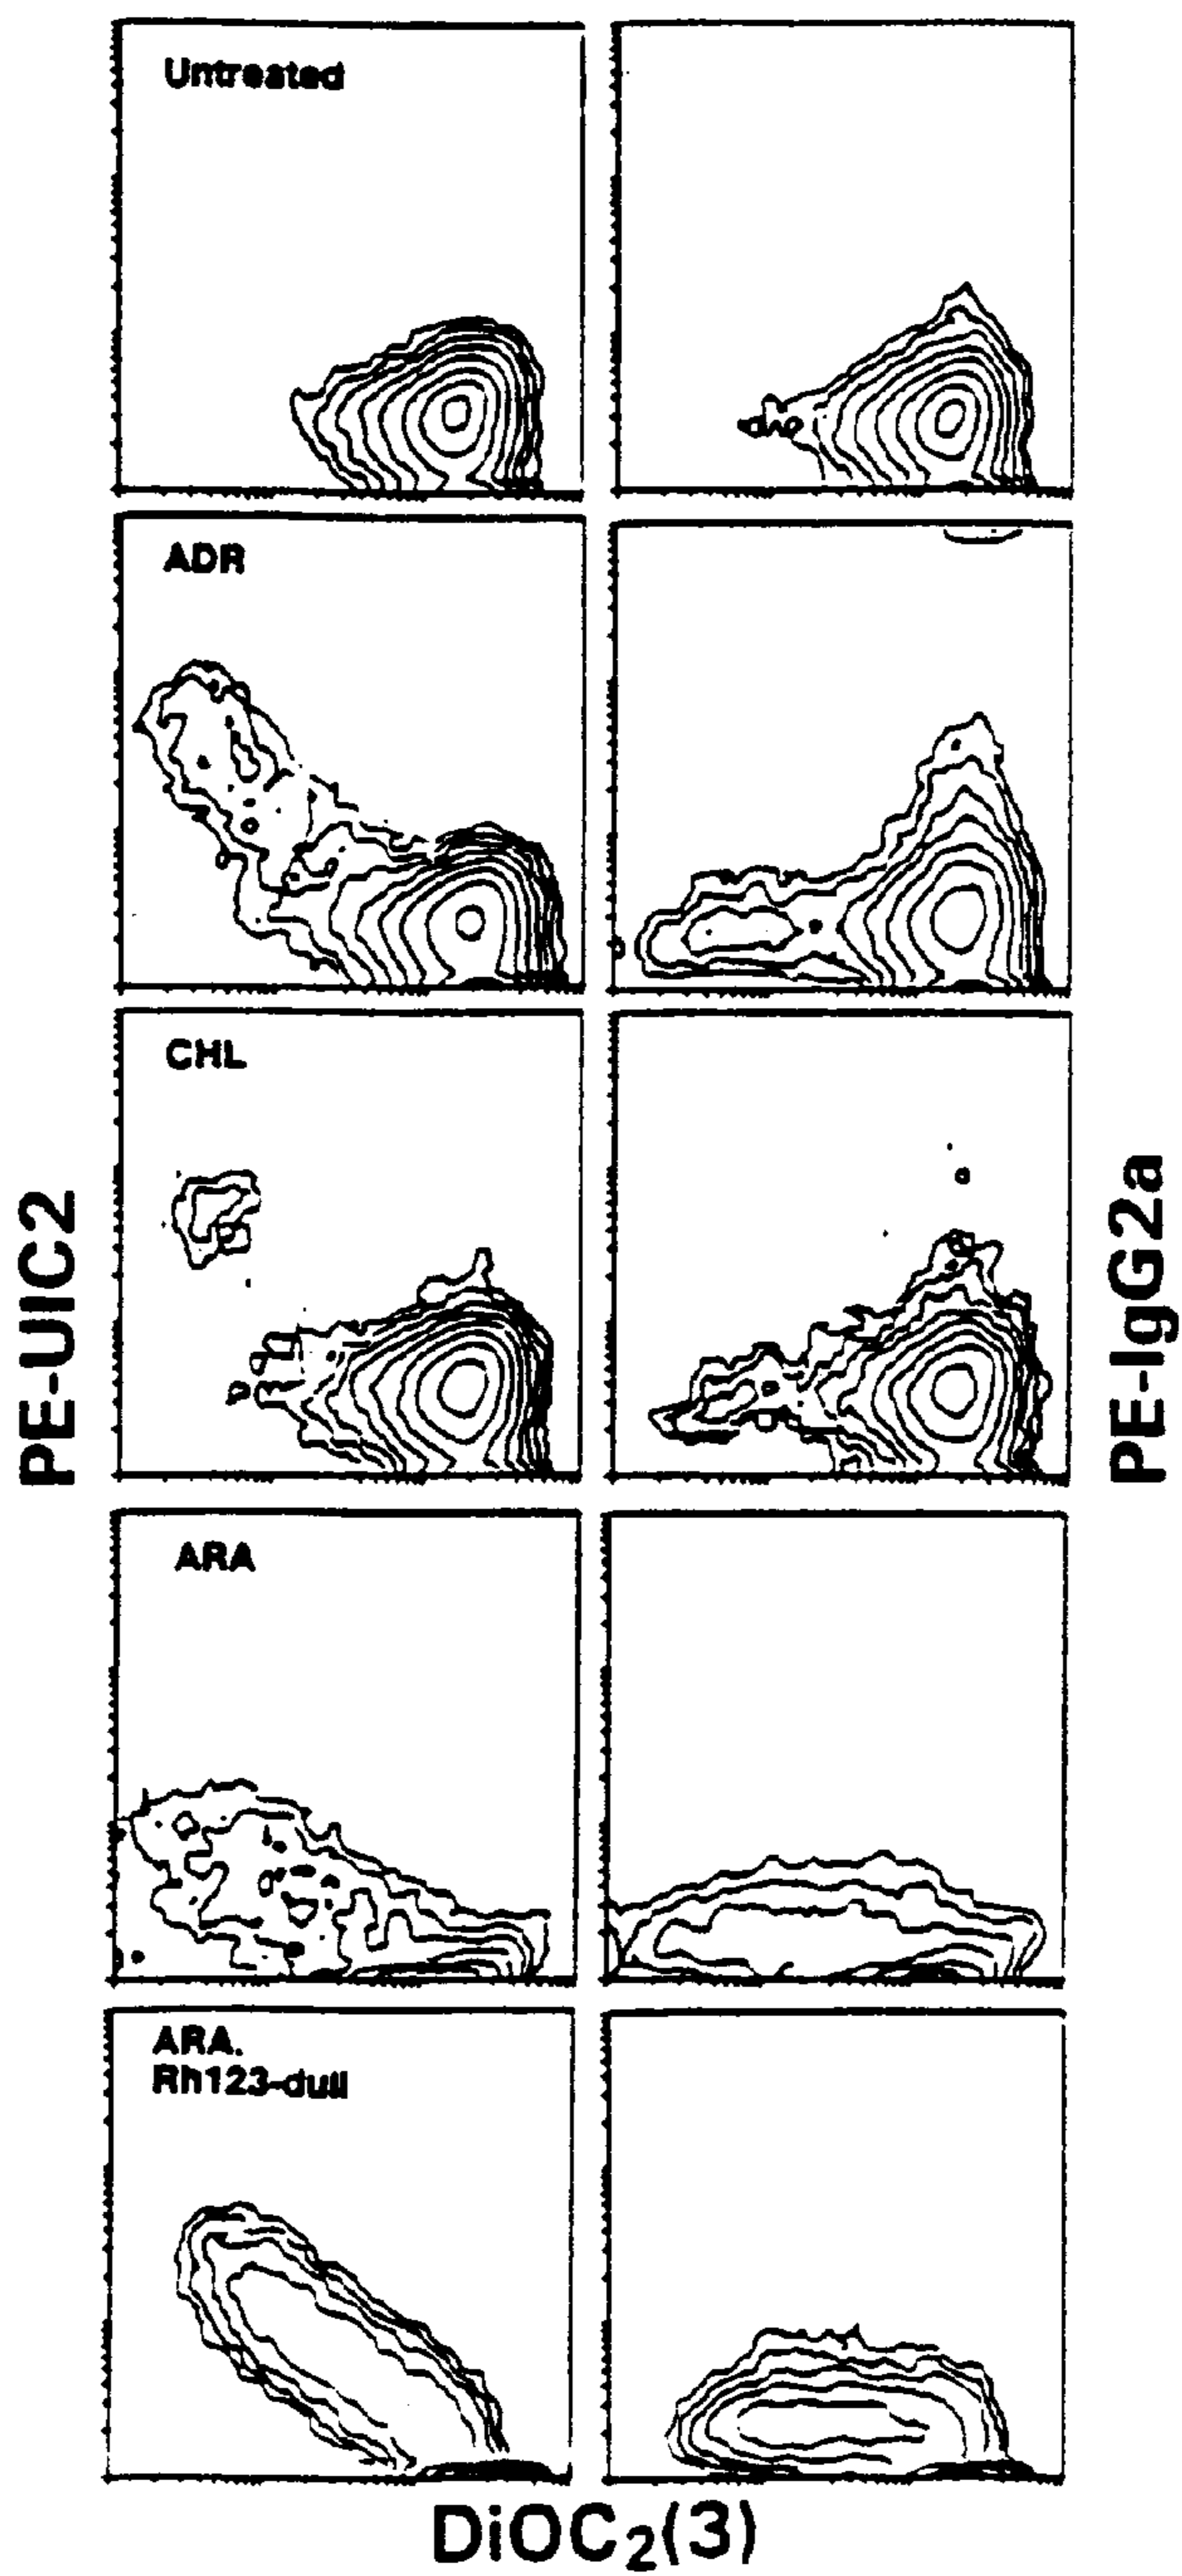 Untreated
ADR
CHL
PE-UIC2
PE-IgG2a
ARA
ARA.
Rh123-dull
DiOC₂(3)